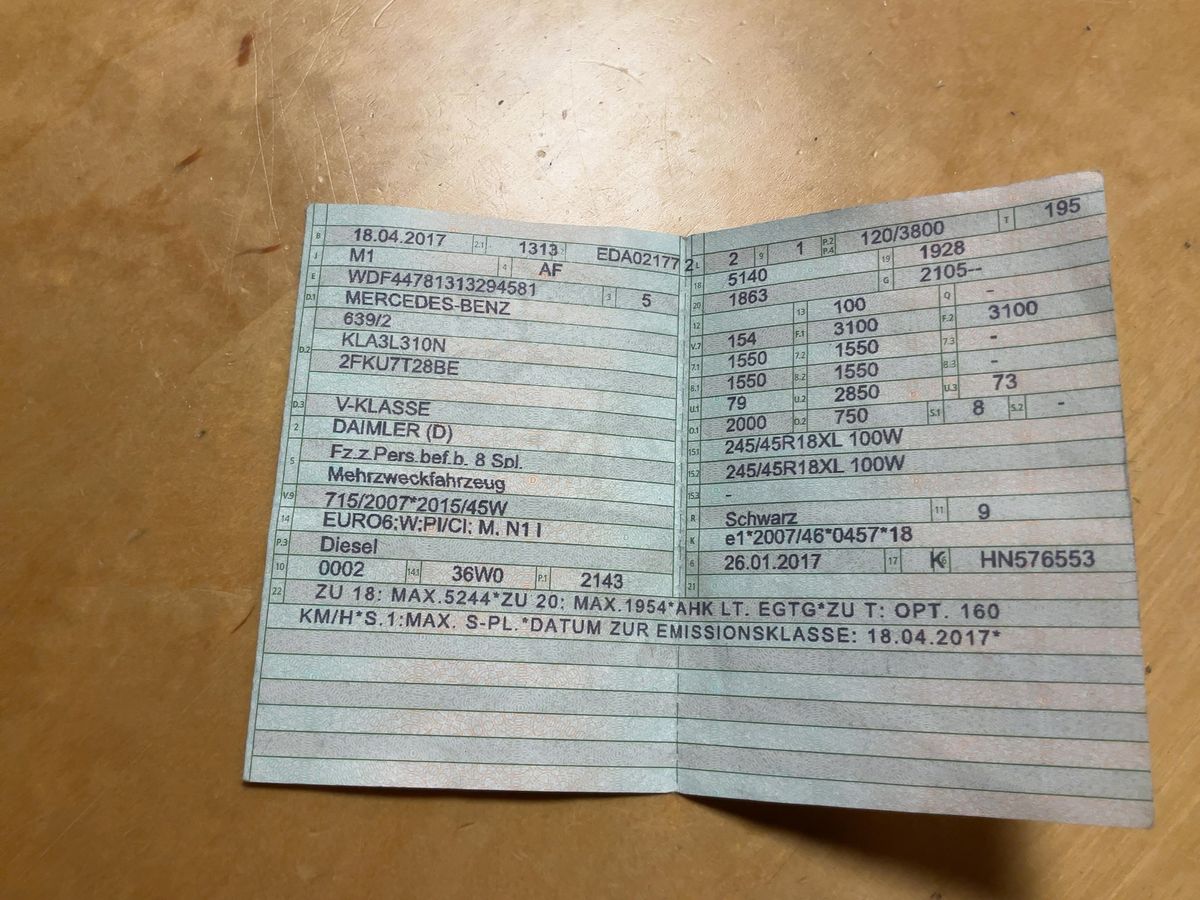 B 18.04.2017 2.1 1313 EDA02177 2
J M1 4 AF
E WDF44781313294581 3 5
D.1 MERCEDES-BENZ
639/2
D.2 KLA3L310N
2FKU7T28BE
D.3 V-KLASSE
2 DAIMLER (D)
5 Fz.z.Pers.bef.b. 8 Spl.
Mehrzweckfahrzeug
V.9 715/2007*2015/45W
14 EURO6;W;PI/CI; M, N1 I
P.3 Diesel
10 0002 14.1 36W0 P.1 2143
L 2 9 1 P.2 P.4 120/3800 T 195
18 5140 19 1928
20 1863 G 2105--
12 13 100 Q -
V.7 154 F.1 3100 F.2 3100
7.1 1550 7.2 1550 7.3 -
8.1 1550 8.2 1550 8.3 -
U.1 79 U.2 2850 U.3 73
O.1 2000 O.2 750 S.1 8 S.2 -
15.1 245/45R18XL 100W
15.2 245/45R18XL 100W
15.3 -
R Schwarz 11 9
K e1*2007/46*0457*18
6 26.01.2017 17 K 16 HN576553
21
22 ZU 18: MAX.5244*ZU 20: MAX.1954*AHK LT. EGTG*ZU T: OPT. 160
KM/H*S.1:MAX. S-PL.*DATUM ZUR EMISSIONSKLASSE: 18.04.2017*